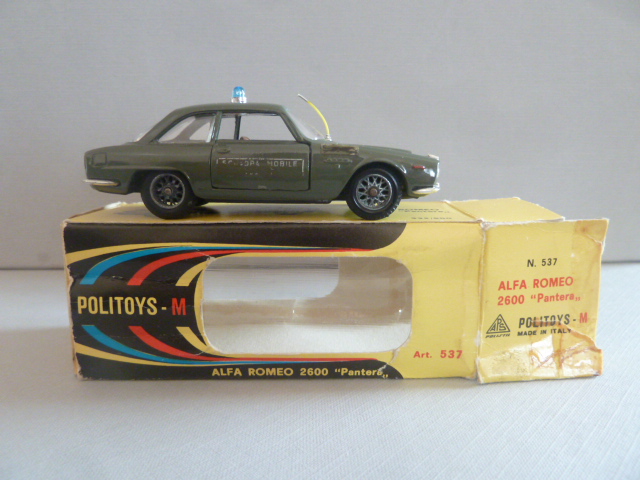 SQUADRA MOBILE
POLITOYS-M
ALFA ROMEO 2600 "Pantera"
Art. 537
N. 537
ALFA ROMEO
2600 "Pantera"
POLITOYS-M
MADE IN ITALY